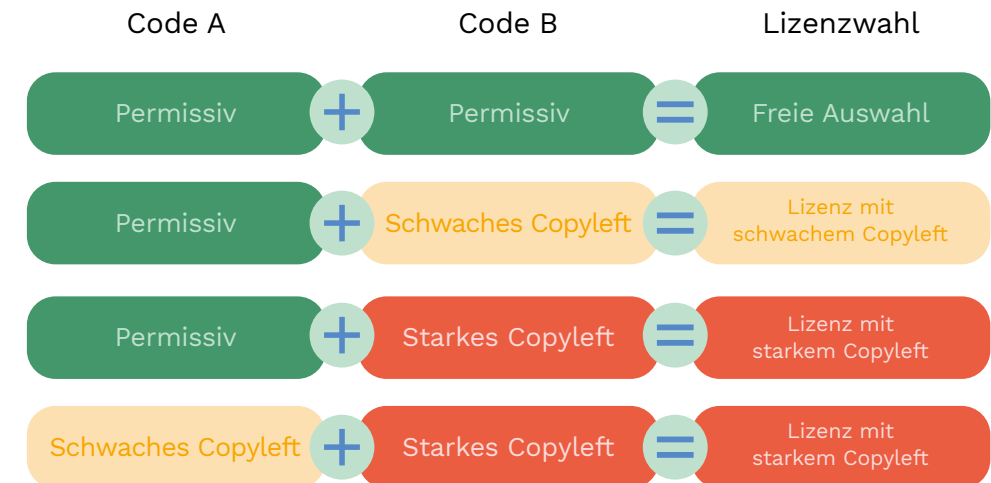 Code A
Code B
Lizenzwahl
Permissiv + Permissiv = Freie Auswahl
Permissiv + Schwaches Copyleft = Lizenz mit
schwachem Copyleft
Permissiv + Starkes Copyleft = Lizenz mit
starkem Copyleft
Schwaches Copyleft + Starkes Copyleft = Lizenz mit
starkem Copyleft